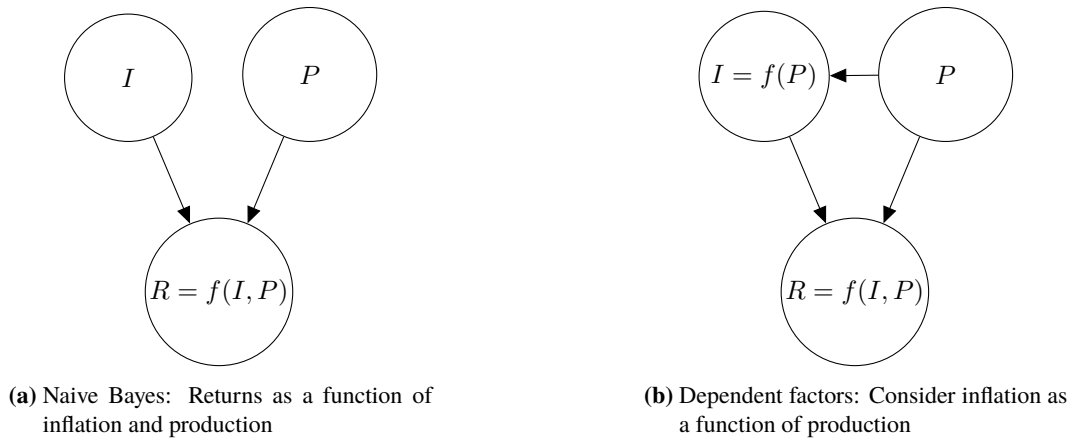 I
P
R = f(I, P)
(a) Naive Bayes: Returns as a function of
inflation and production
I = f(P)
P
R = f(I, P)
(b) Dependent factors: Consider inflation as
a function of production